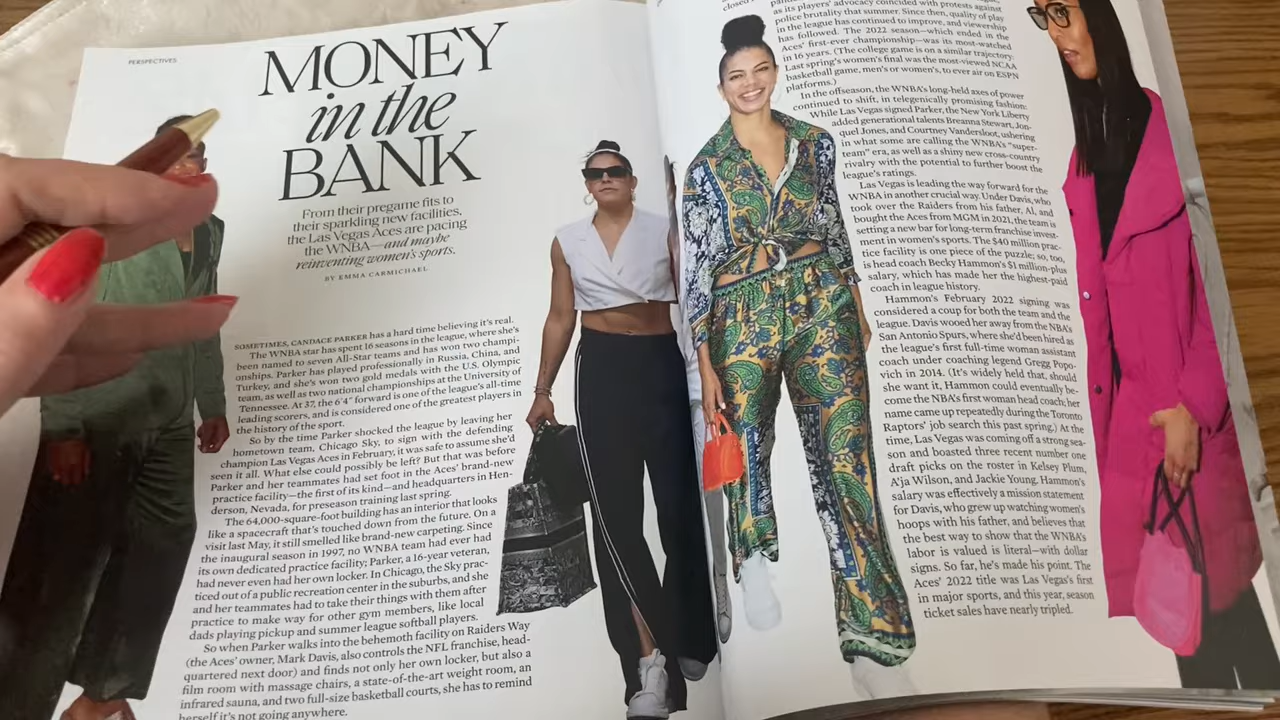 PERSPECTIVES
MONEY
in the
BANK
From their pregame fits to
their sparkling new facilities,
the Las Vegas Aces are pacing
the WNBA—and maybe
reinventing women's sports.
BY EMMA CARMICHAEL
SOMETIMES, CANDACE PARKER has a hard time believing it's real.
The WNBA star has spent 16 seasons in the league, where she's
been named to seven All-Star teams and has won two champi-
onships. Parker has played professionally in Russia, China, and
Turkey, and she's won two gold medals with the U.S. Olympic
team, as well as two national championships at the University of
Tennessee. At 37, the 6'4" forward is one of the league's all-time
leading scorers, and is considered one of the greatest players in
the history of the sport.
So by the time Parker shocked the league by leaving her
hometown team, Chicago Sky, to sign with the defending
champion Las Vegas Aces in February, it was safe to assume she'd
seen it all. What else could possibly be left? But that was before
Parker and her teammates had set foot in the Aces' brand-new
practice facility—the first of its kind—and headquarters in Hen-
derson, Nevada, for preseason training last spring.
The 64,000-square-foot building has an interior that looks
like a spacecraft that's touched down from the future. On a
visit last May, it still smelled like brand-new carpeting. Since
the inaugural season in 1997, no WNBA team had ever had
its own dedicated practice facility; Parker, a 16-year veteran,
had never even had her own locker. In Chicago, the Sky prac-
ticed out of a public recreation center in the suburbs, and she
and her teammates had to take their things with them after
practice to make way for other gym members, like local
dads playing pickup and summer league softball players.
So when Parker walks into the behemoth facility on Raiders Way
(the Aces' owner, Mark Davis, also controls the NFL franchise, head-
quartered next door) and finds not only her own locker, but also a
film room with massage chairs, a state-of-the-art weight room, an
infrared sauna, and two full-size basketball courts, she has to remind
herself it's not going anywhere.
closed
as its players' advocacy coincided with protests against
police brutality that summer. Since then, quality of play
in the league has continued to improve, and viewership
has followed. The 2022 season—which ended in the
Aces' first-ever championship—was its most-watched
in 16 years. (The college game is on a similar trajectory:
Last spring's women's final was the most-viewed NCAA
basketball game, men's or women's, to ever air on ESPN
platforms.)
In the offseason, the WNBA's long-held axes of power
continued to shift, in telegenically promising fashion:
While Las Vegas signed Parker, the New York Liberty
added generational talents Breanna Stewart, Jon-
quel Jones, and Courtney Vandersloot, ushering
in what some are calling the WNBA's "super-
team" era, as well as a shiny new cross-country
rivalry with the potential to further boost the
league's ratings.
Las Vegas is leading the way forward for the
WNBA in another crucial way. Under Davis, who
took over the Raiders from his father, Al, and
bought the Aces from MGM in 2021, the team is
setting a new bar for long-term franchise invest-
ment in women's sports. The $40 million prac-
tice facility is one piece of the puzzle; so, too,
is head coach Becky Hammon's $1 million-plus
salary, which has made her the highest-paid
coach in league history.
Hammon's February 2022 signing was
considered a coup for both the team and the
league. Davis wooed her away from the NBA's
San Antonio Spurs, where she'd been hired as
the league's first full-time woman assistant
coach under coaching legend Gregg Popo-
vich in 2014. (It's widely held that, should
she want it, Hammon could eventually be-
come the NBA's first woman head coach; her
name came up repeatedly during the Toronto
Raptors' job search this past spring.) At the
time, Las Vegas was coming off a strong sea-
son and boasted three recent number one
draft picks on the roster in Kelsey Plum,
A'ja Wilson, and Jackie Young. Hammon's
salary was effectively a mission statement
for Davis, who grew up watching women's
hoops with his father, and believes that
the best way to show that the WNBA's
labor is valued is literal—with dollar
signs. So far, he's made his point. The
Aces' 2022 title was Las Vegas's first
in major sports, and this year, season
ticket sales have nearly tripled.